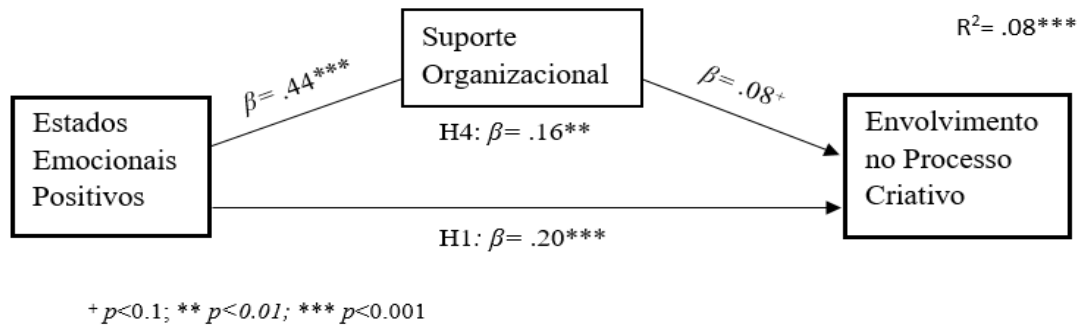 R²= .08***
Suporte
Organizacional
β= .44***
β= .08⁺
Estados
Emocionais
Positivos
H4: β= .16**
Envolvimento
no Processo
Criativo
H1: β= .20***
⁺ p<0.1; ** p<0.01; *** p<0.001